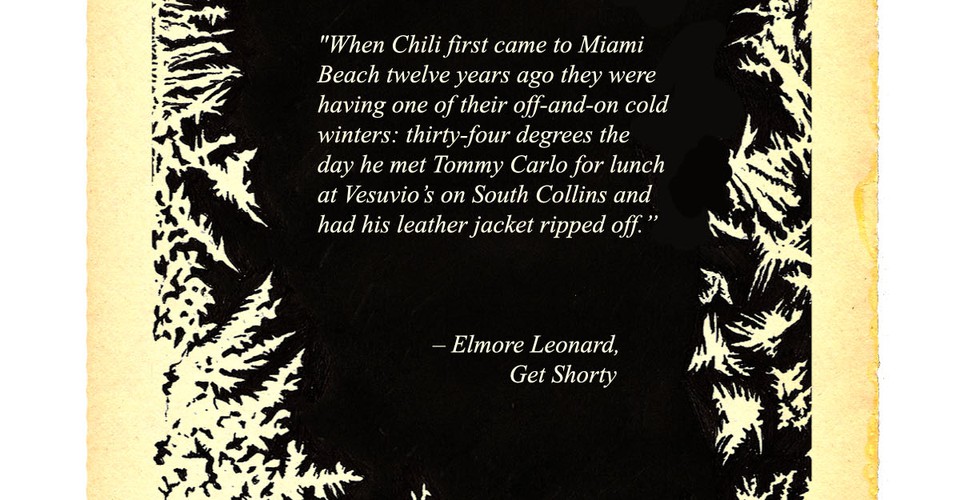 "When Chili first came to Miami
Beach twelve years ago they were
having one of their off-and-on cold
winters: thirty-four degrees the
day he met Tommy Carlo for lunch
at Vesuvio’s on South Collins and
had his leather jacket ripped off.”
– Elmore Leonard,
Get Shorty